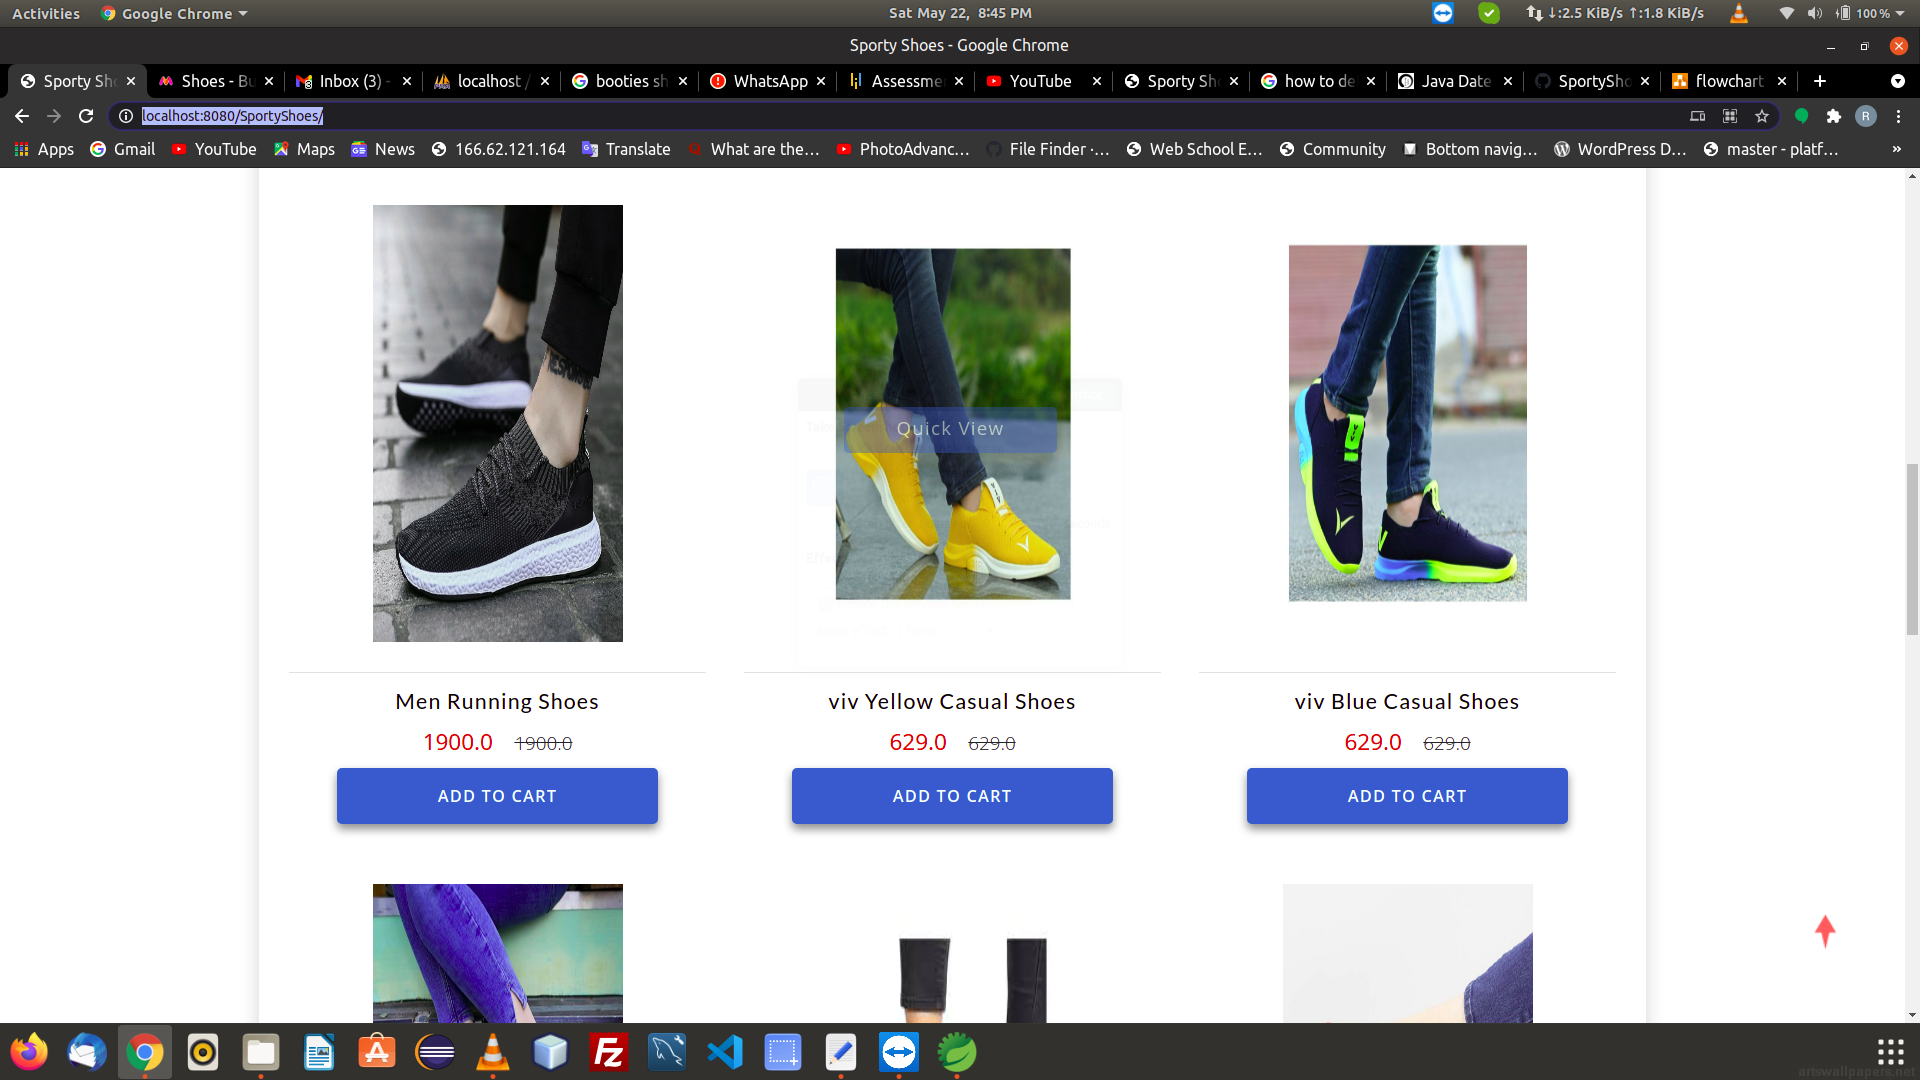 Activities Google Chrome Sat May 22, 8:45 PM ↓:2.5 KiB/s ↑:1.8 KiB/s 100 %
Sporty Shoes - Google Chrome
Sporty Sh Shoes - Bu Inbox (3) - localhost / booties sh WhatsApp Assessme YouTube Sporty Sh how to de Java Date SportySho flowchart
localhost:8080/SportyShoes/ R
Apps Gmail YouTube Maps News 166.62.121.164 Translate What are the... PhotoAdvanc... File Finder ·... Web School E... Community Bottom navig... WordPress D... master - platf... »
Quick View
Men Running Shoes viv Yellow Casual Shoes viv Blue Casual Shoes
1900.0 1900.0 629.0 629.0 629.0 629.0
ADD TO CART ADD TO CART ADD TO CART
artswallpapers.net